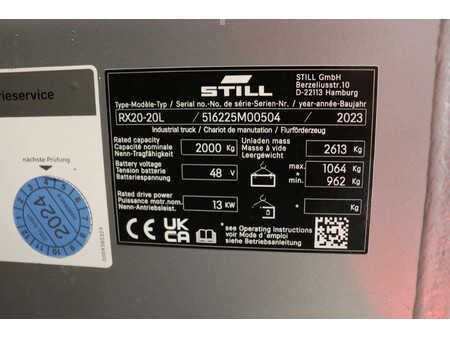 rieservice
nächste Prüfung
2024
STILL
STILL GmbH
Berzeliusstr.10
D-22113 Hamburg
Type-Modèle-Typ / Serial no.-No. de série-Serien-Nr. / year-année-Baujahr
RX20-20L / 516225M00504 / 2023
Industrial truck / Chariot de manutation / Flurförderzeug
Rated capacity
Capacité nominale
Nenn-Tragfähigkeit
2000 Kg
Unladen mass
Masse à vide
Leergewicht
2613 Kg
Battery voltage
Tension batterie
Batteriespannung
48 V
max * 1064 Kg
min * 962 Kg
Rated drive power
Puissance motr.nom.
Nenn-Antriebsleist.
13 KW
* Kg
CE UK CA
* see Operating Instructions
voir Mode d'emploi
siehe Betriebsanleitung